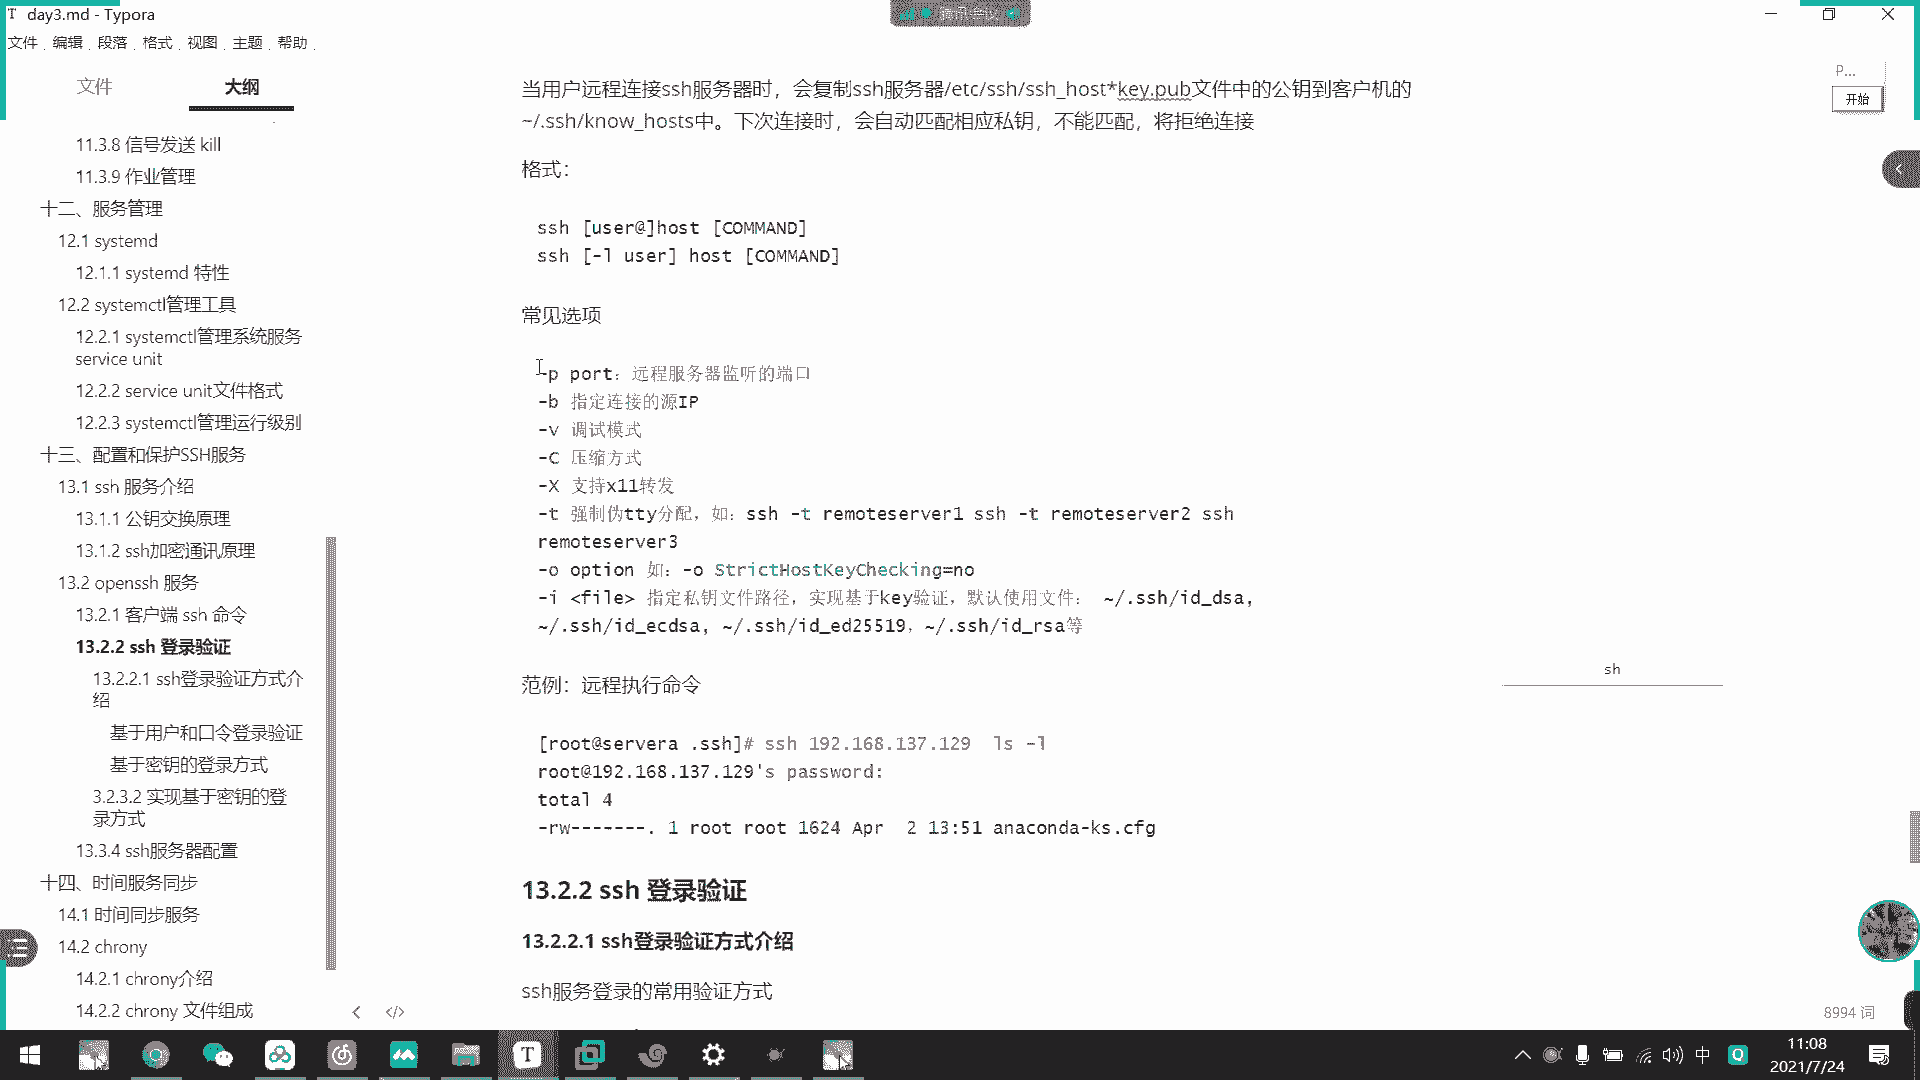 day3.md - Typora
腾讯会议
文件 编辑 段落 格式 视图 主题 帮助
文件 大纲
11.3.8 信号发送 kill
11.3.9 作业管理
十二、服务管理
12.1 systemd
12.1.1 systemd 特性
12.2 systemctl管理工具
12.2.1 systemctl管理系统服务
service unit
12.2.2 service unit文件格式
12.2.3 systemctl管理运行级别
十三、配置和保护SSH服务
13.1 ssh 服务介绍
13.1.1 公钥交换原理
13.1.2 ssh加密通讯原理
13.2 openssh 服务
13.2.1 客户端 ssh 命令
13.2.2 ssh 登录验证
13.2.2.1 ssh登录验证方式介
绍
基于用户和口令登录验证
基于密钥的登录方式
3.2.3.2 实现基于密钥的登
录方式
13.3.4 ssh服务器配置
十四、时间服务同步
14.1 时间同步服务
14.2 chrony
14.2.1 chrony介绍
14.2.2 chrony 文件组成
当用户远程连接ssh服务器时，会复制ssh服务器/etc/ssh/ssh_host*key.pub文件中的公钥到客户机的
~/.ssh/know_hosts中。下次连接时，会自动匹配相应私钥，不能匹配，将拒绝连接
格式：
ssh [user@]host [COMMAND]
ssh [-l user] host [COMMAND]
常见选项
-p port：远程服务器监听的端口
-b 指定连接的源IP
-v 调试模式
-C 压缩方式
-X 支持x11转发
-t 强制伪tty分配，如：ssh -t remoteserver1 ssh -t remoteserver2 ssh
remoteserver3
-o option 如：-o StrictHostKeyChecking=no
-i <file> 指定私钥文件路径，实现基于key验证，默认使用文件： ~/.ssh/id_dsa,
~/.ssh/id_ecdsa, ~/.ssh/id_ed25519，~/.ssh/id_rsa等
范例：远程执行命令
[root@servera .ssh]# ssh 192.168.137.129 ls -l
root@192.168.137.129's password:
total 4
-rw-------. 1 root root 1624 Apr 2 13:51 anaconda-ks.cfg
13.2.2 ssh 登录验证
13.2.2.1 ssh登录验证方式介绍
ssh服务登录的常用验证方式
P...
开始
sh
8994 词
中
11:08
2021/7/24